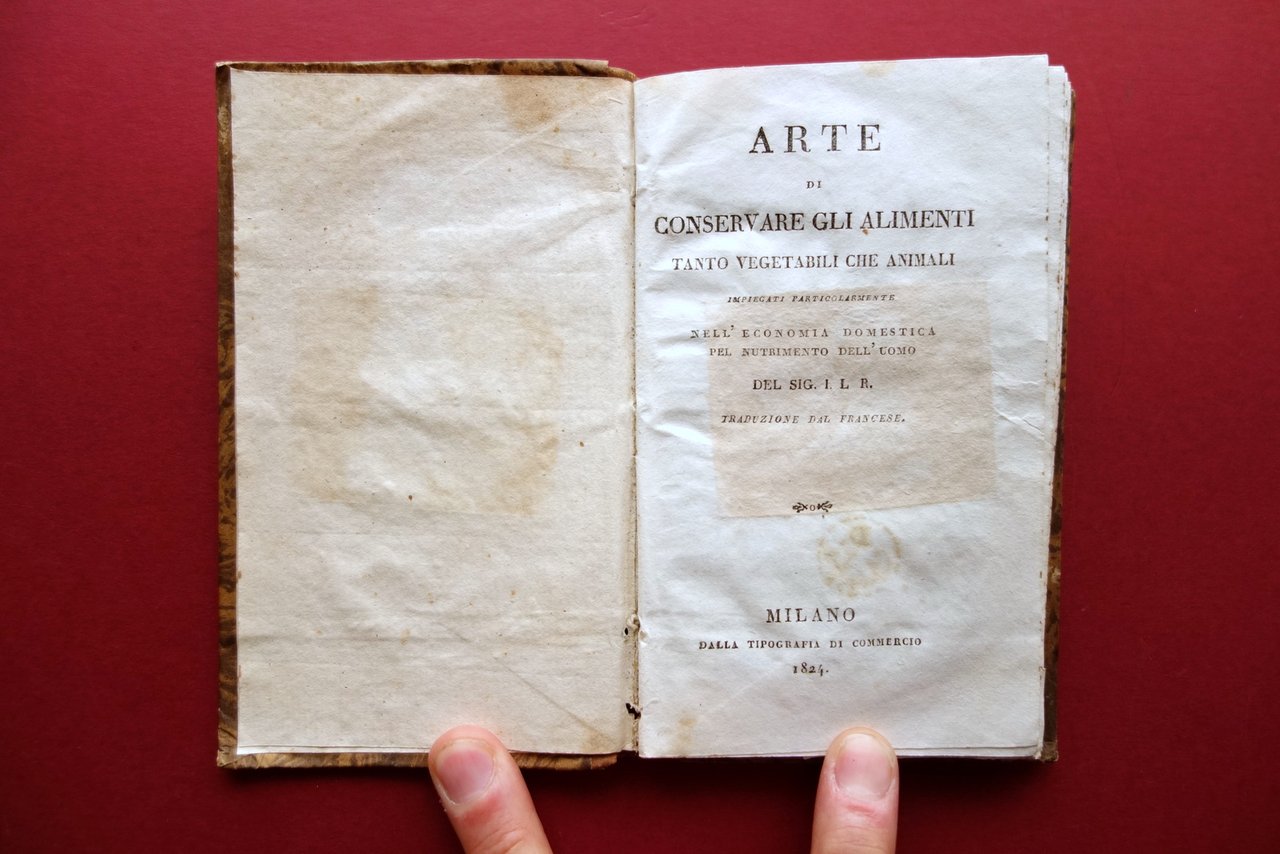 ARTE
DI
CONSERVARE GLI ALIMENTI
TANTO VEGETABILI CHE ANIMALI
IMPIEGATI PARTICOLARMENTE
NELL' ECONOMIA DOMESTICA
PEL NUTRIMENTO DELL' UOMO
DEL SIG. I. L R.
TRADUZIONE DAL FRANCESE.
MILANO
DALLA TIPOGRAFIA DI COMMERCIO
1824.